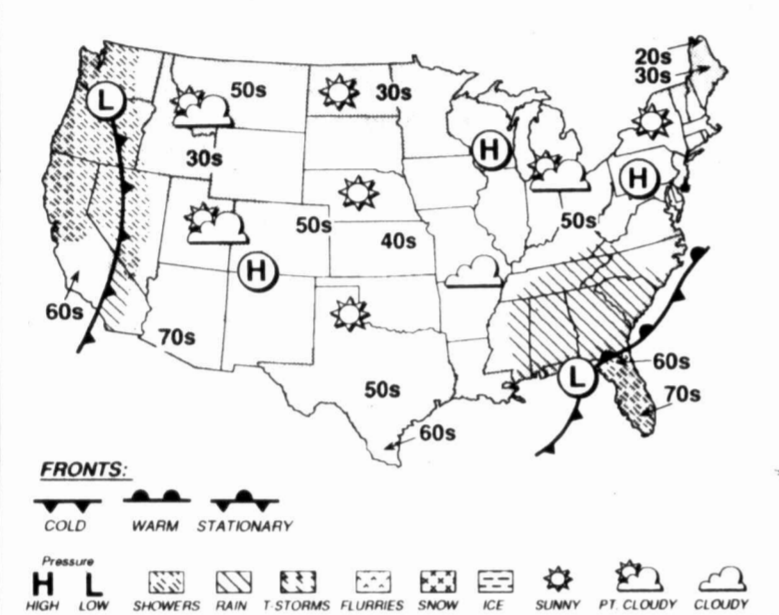 20s
30s
50s
30s
L
H
30s
H
50s
50s
40s
H
60s
70s
60s
L
50s
70s
60s
FRONTS:
COLD WARM STATIONARY
Pressure
H L
HIGH LOW SHOWERS RAIN T-STORMS FLURRIES SNOW ICE SUNNY PT. CLOUDY CLOUDY